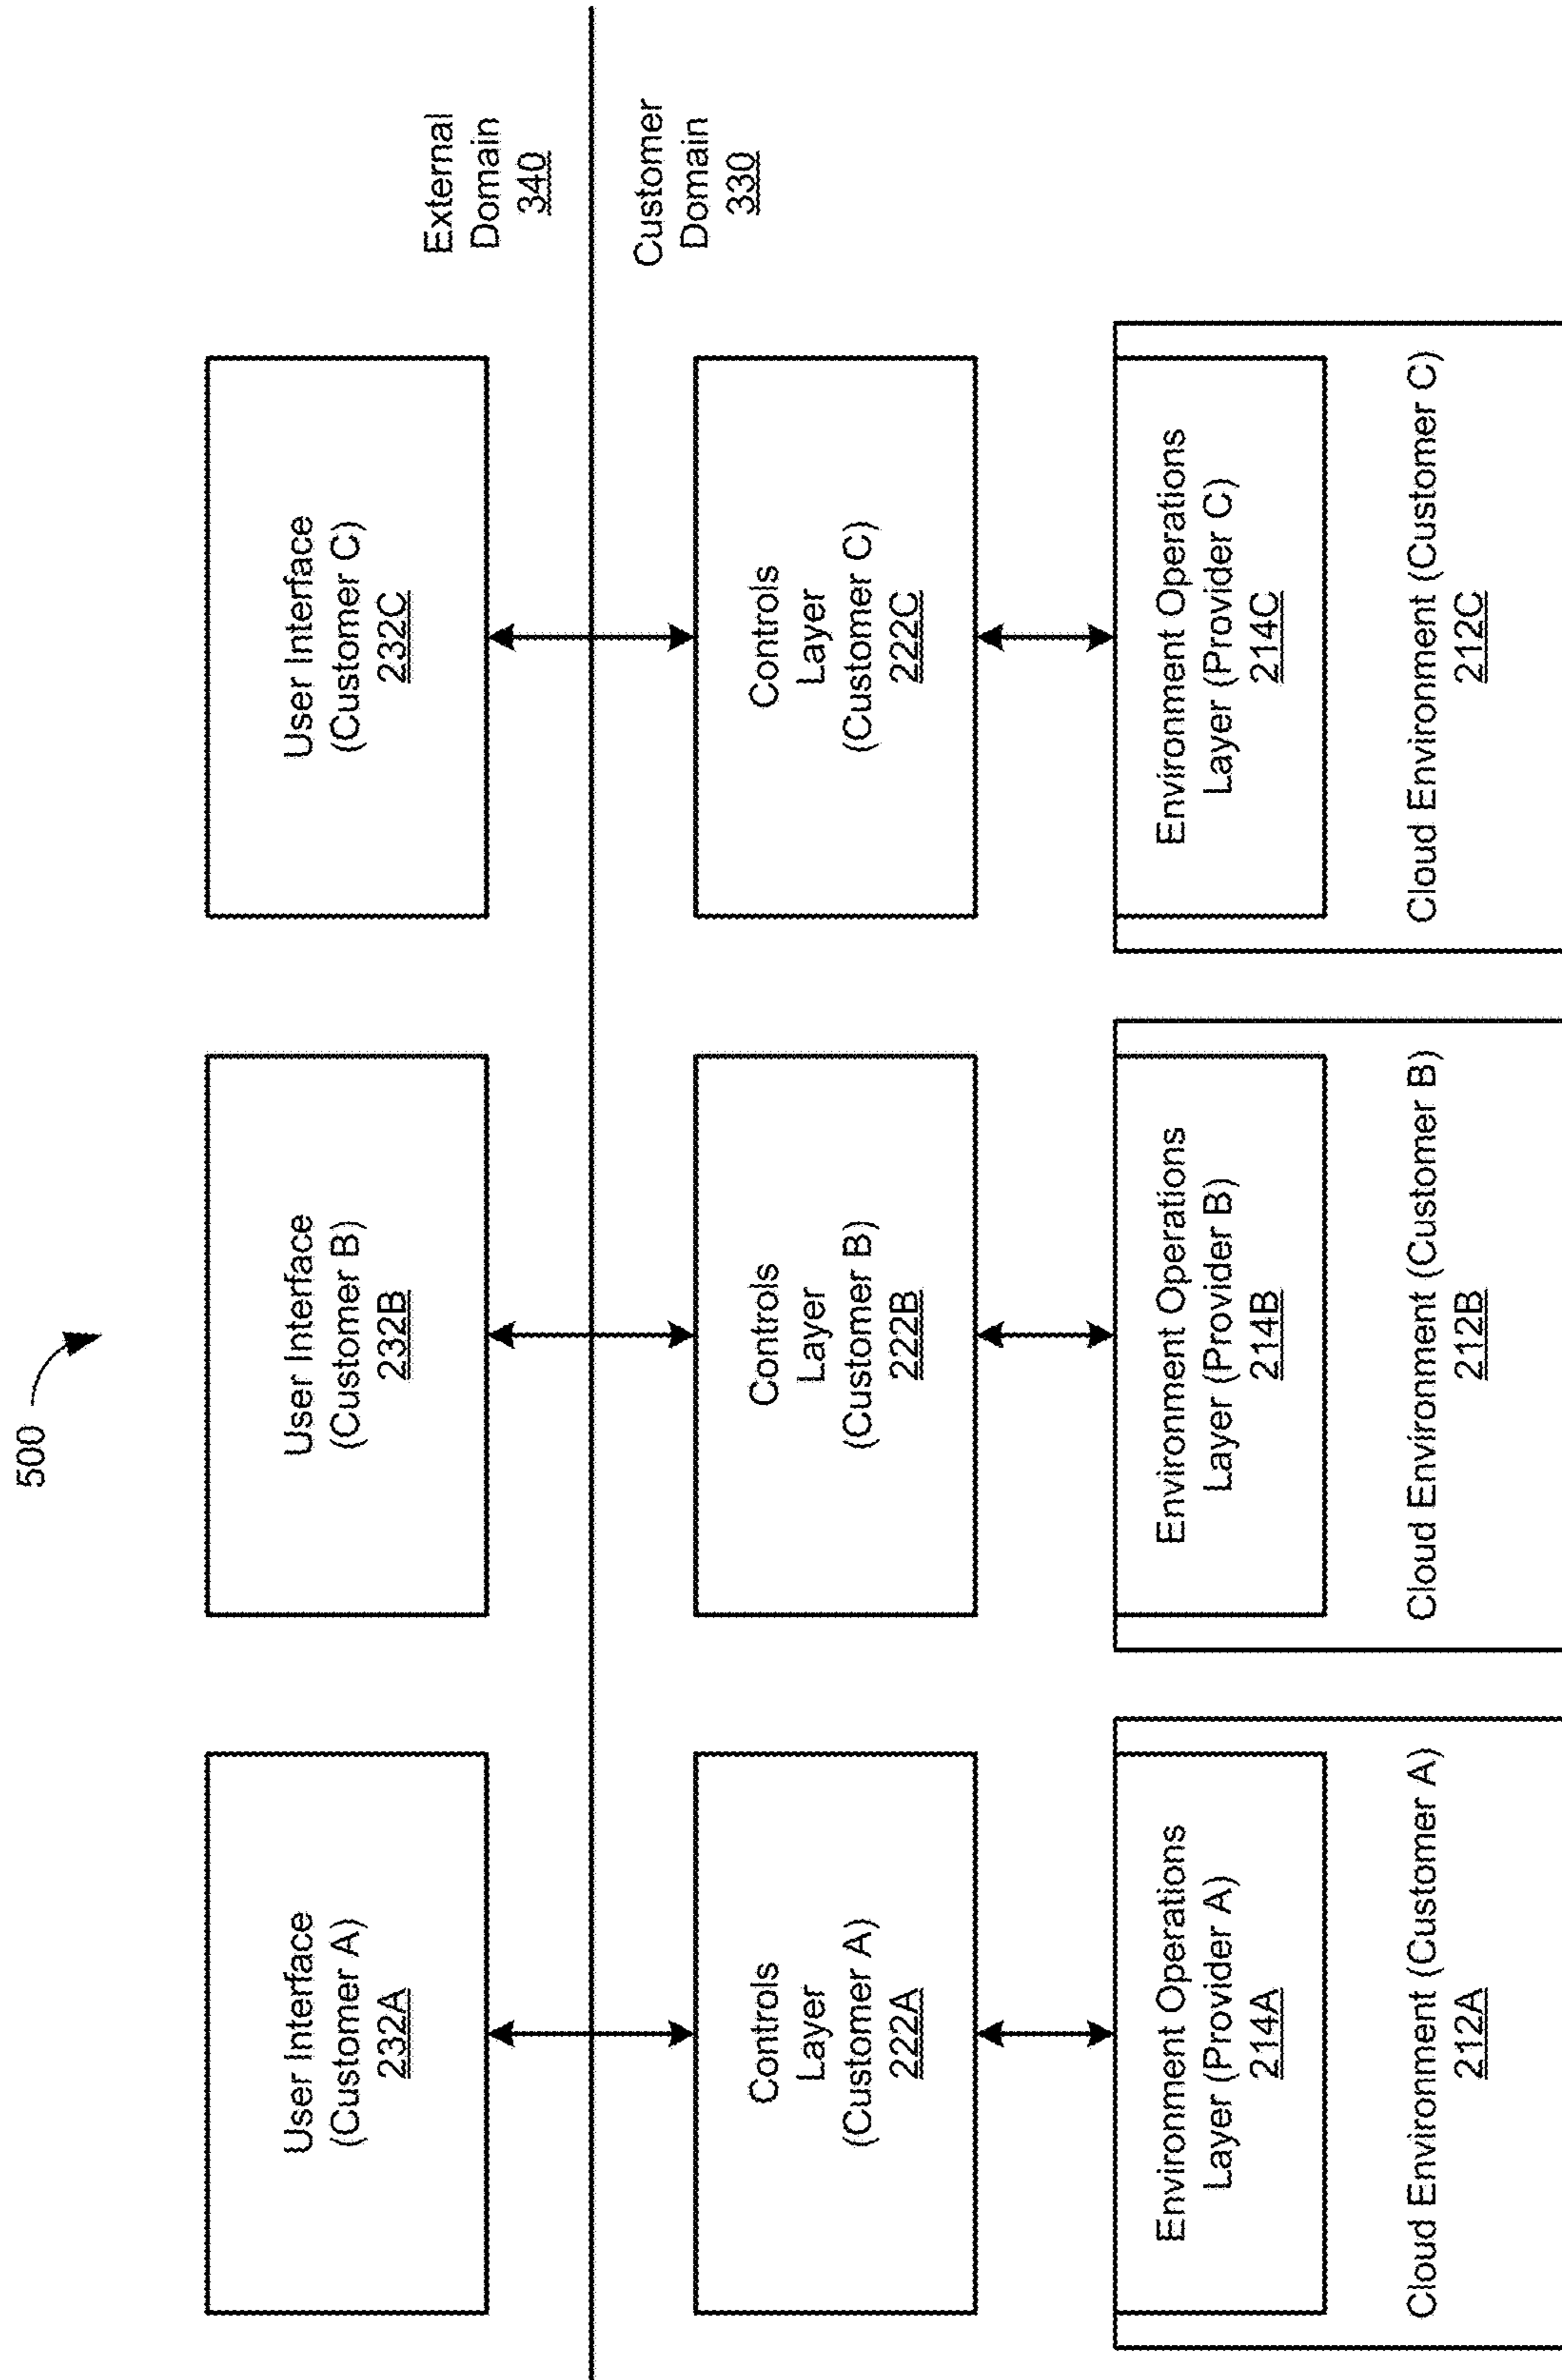 500
User Interface
(Customer A)
232A
User Interface
(Customer B)
232B
User Interface
(Customer C)
232C
External
Domain
340
Customer
Domain
330
Controls
Layer
(Customer A)
222A
Controls
Layer
(Customer B)
222B
Controls
Layer
(Customer C)
222C
Environment Operations
Layer (Provider A)
214A
Environment Operations
Layer (Provider B)
214B
Environment Operations
Layer (Provider C)
214C
Cloud Environment (Customer A)
212A
Cloud Environment (Customer B)
212B
Cloud Environment (Customer C)
212C